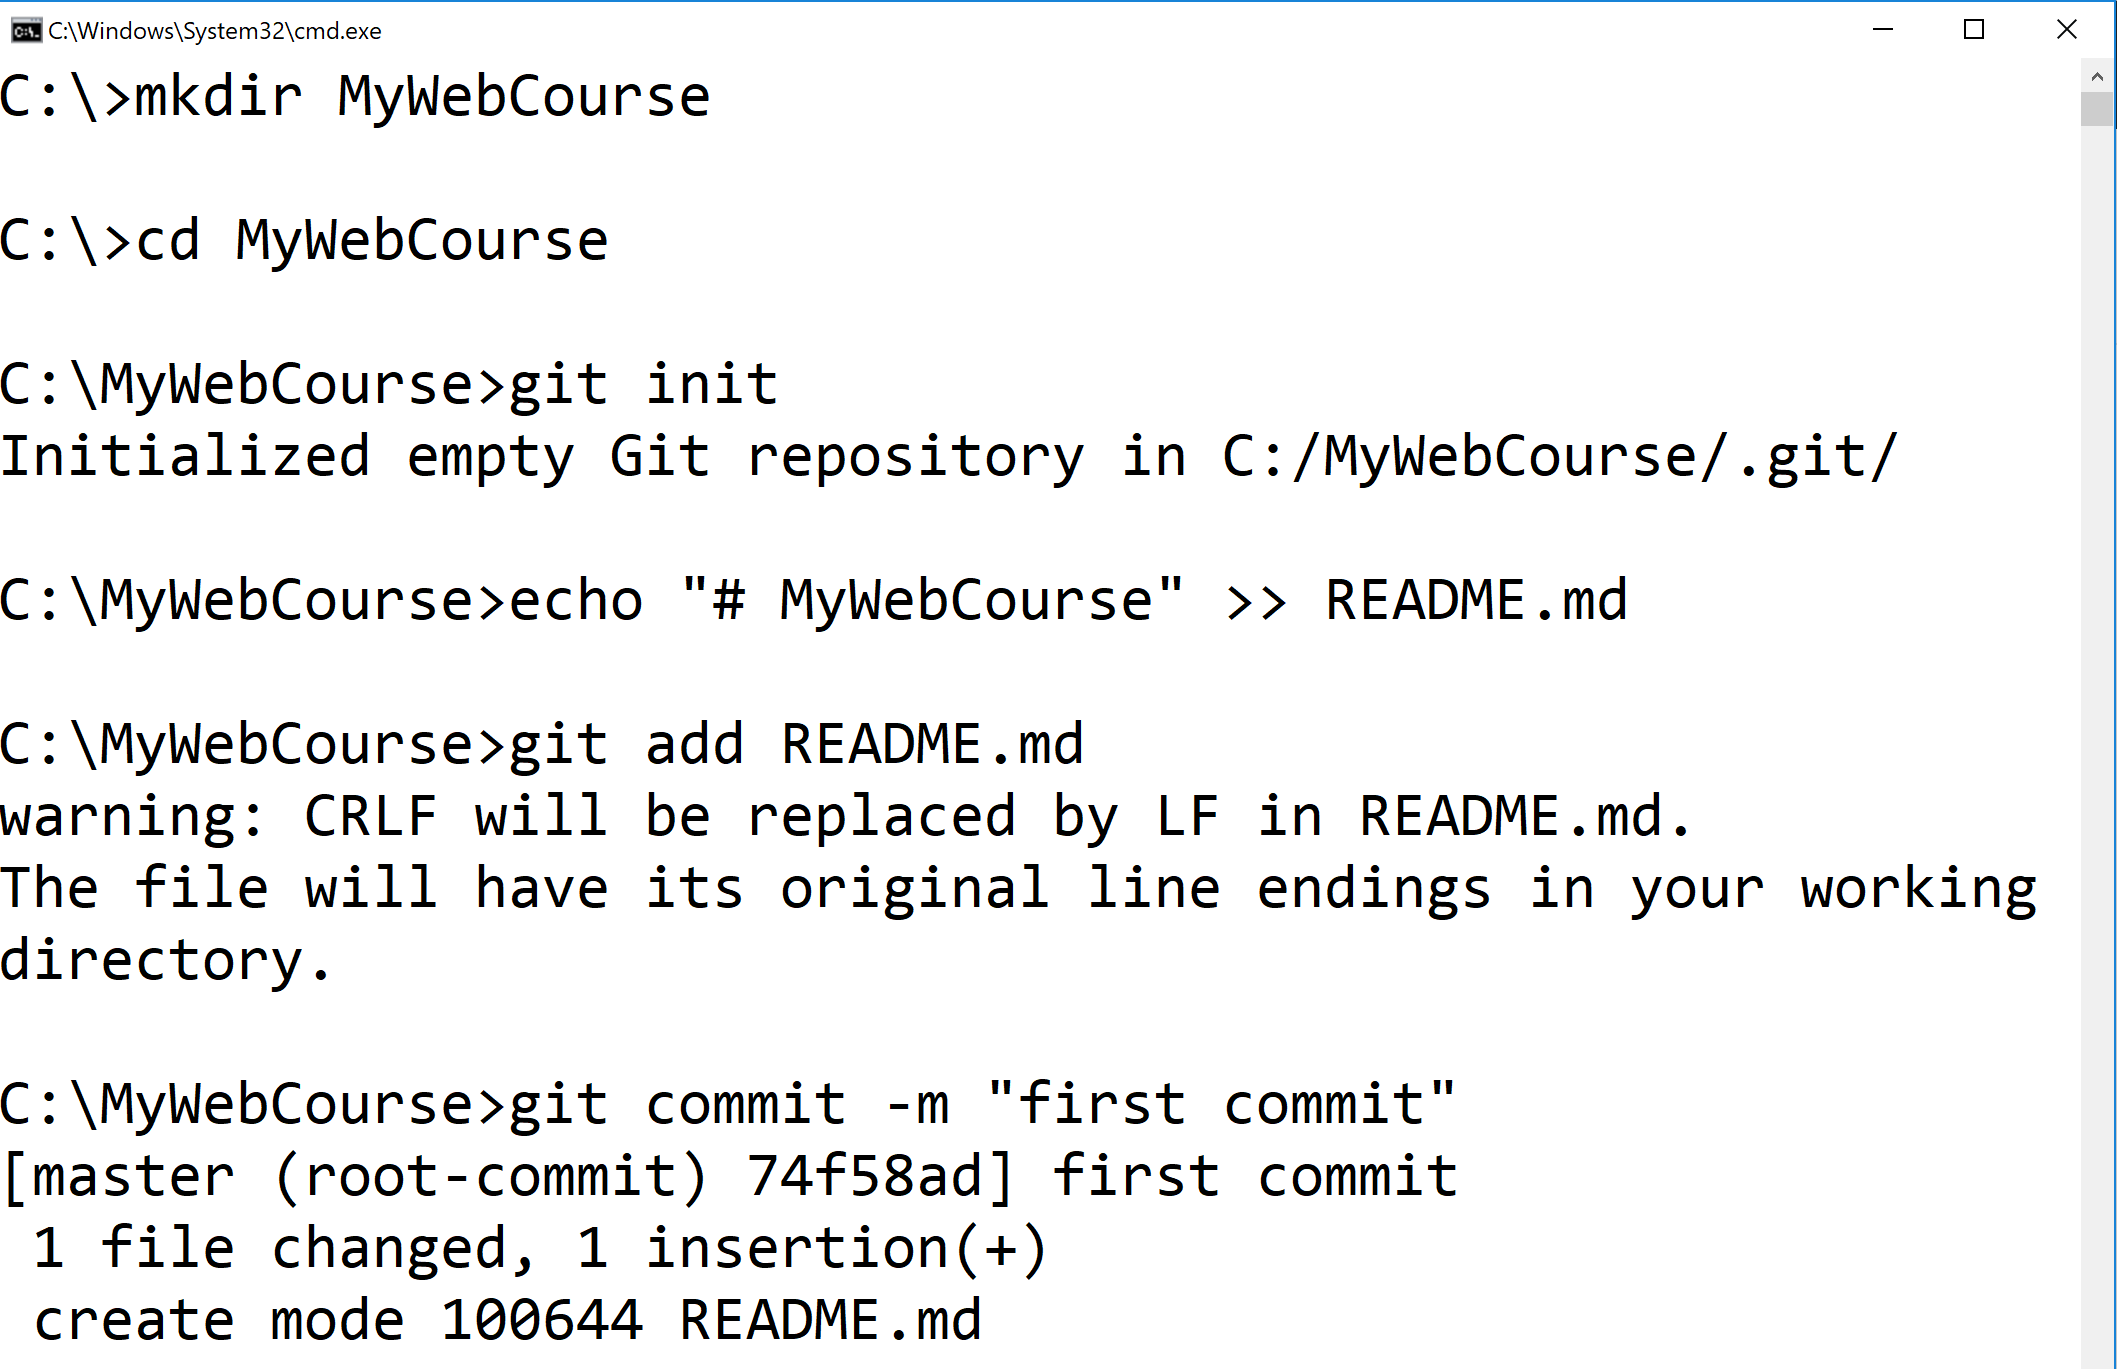 C:\Windows\System32\cmd.exe
C:\>mkdir MyWebCourse
C:\>cd MyWebCourse
C:\MyWebCourse>git init
Initialized empty Git repository in C:/MyWebCourse/.git/
C:\MyWebCourse>echo "# MyWebCourse" >> README.md
C:\MyWebCourse>git add README.md
warning: CRLF will be replaced by LF in README.md.
The file will have its original line endings in your working
directory.
C:\MyWebCourse>git commit -m "first commit"
[master (root-commit) 74f58ad] first commit
 1 file changed, 1 insertion(+)
 create mode 100644 README.md